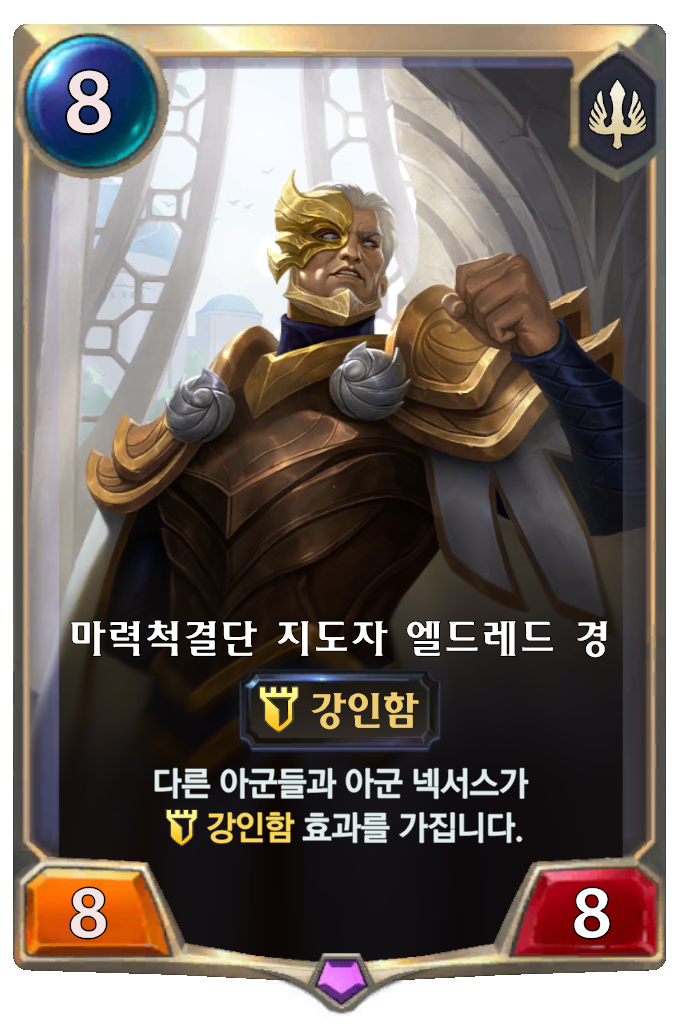 8
마력척결단 지도자 엘드레드 경
강인함
다른 아군들과 아군 넥서스가
강인함 효과를 가집니다.
8 8